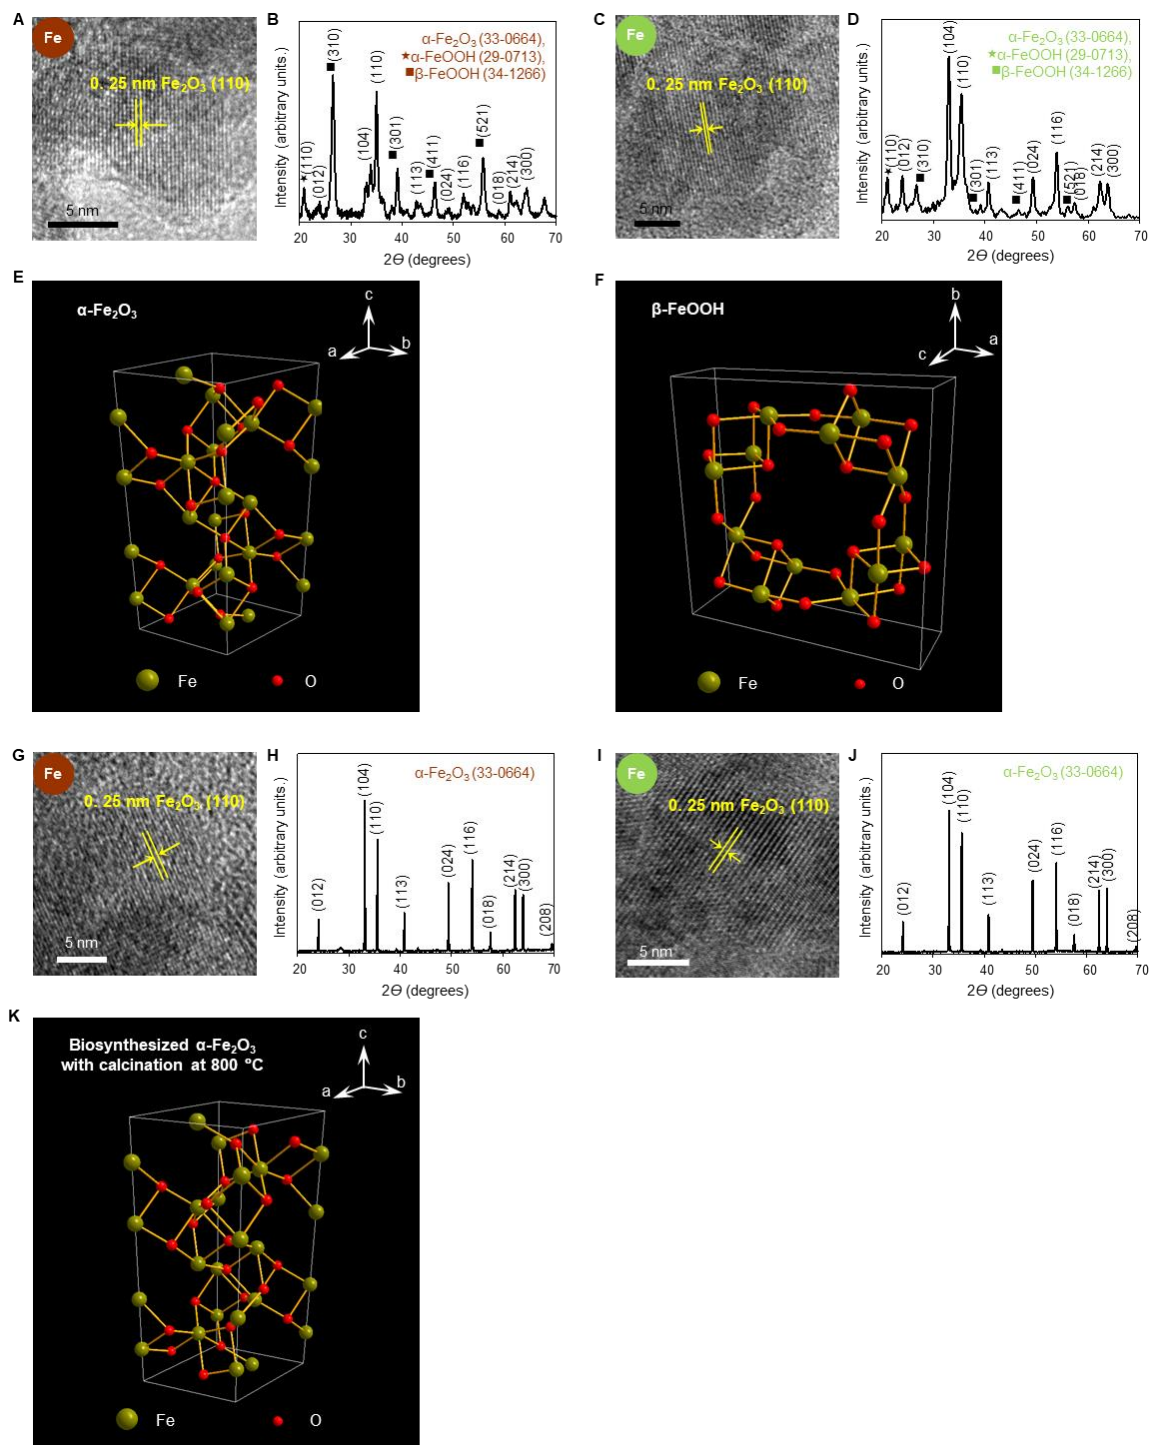 A
Fe
0. 25 nm Fe₂O₃ (110)
5 nm
B
Intensity (arbitrary units.)
α-Fe₂O₃ (33-0664),
★α-FeOOH (29-0713),
■β-FeOOH (34-1266)
★(110)
(012)
■(310)
(104)
(110)
■(301)
(113)
■(411)
(024)
(116)
■(521)
(018)
(214)
(300)
20 30 40 50 60 70
2Θ (degrees)
C
Fe
0. 25 nm Fe₂O₃ (110)
5 nm
D
Intensity (arbitrary units.)
α-Fe₂O₃ (33-0664),
★α-FeOOH (29-0713),
■β-FeOOH (34-1266)
★(110)
(012)
■(310)
(104)
(110)
■(301)
(113)
■(411)
(024)
(116)
■(521)
(018)
(214)
(300)
20 30 40 50 60 70
2Θ (degrees)
E
α-Fe₂O₃
c
a
b
Fe
O
F
β-FeOOH
b
a
c
Fe
O
G
Fe
0. 25 nm Fe₂O₃ (110)
5 nm
H
Intensity (arbitrary units.)
α-Fe₂O₃ (33-0664)
(012)
(104)
(110)
(113)
(024)
(116)
(018)
(214)
(300)
(208)
20 30 40 50 60 70
2Θ (degrees)
I
Fe
0. 25 nm Fe₂O₃ (110)
5 nm
J
Intensity (arbitrary units.)
α-Fe₂O₃ (33-0664)
(012)
(104)
(110)
(113)
(024)
(116)
(018)
(214)
(300)
(208)
20 30 40 50 60 70
2Θ (degrees)
K
Biosynthesized α-Fe₂O₃
with calcination at 800 °C
c
a
b
Fe
O